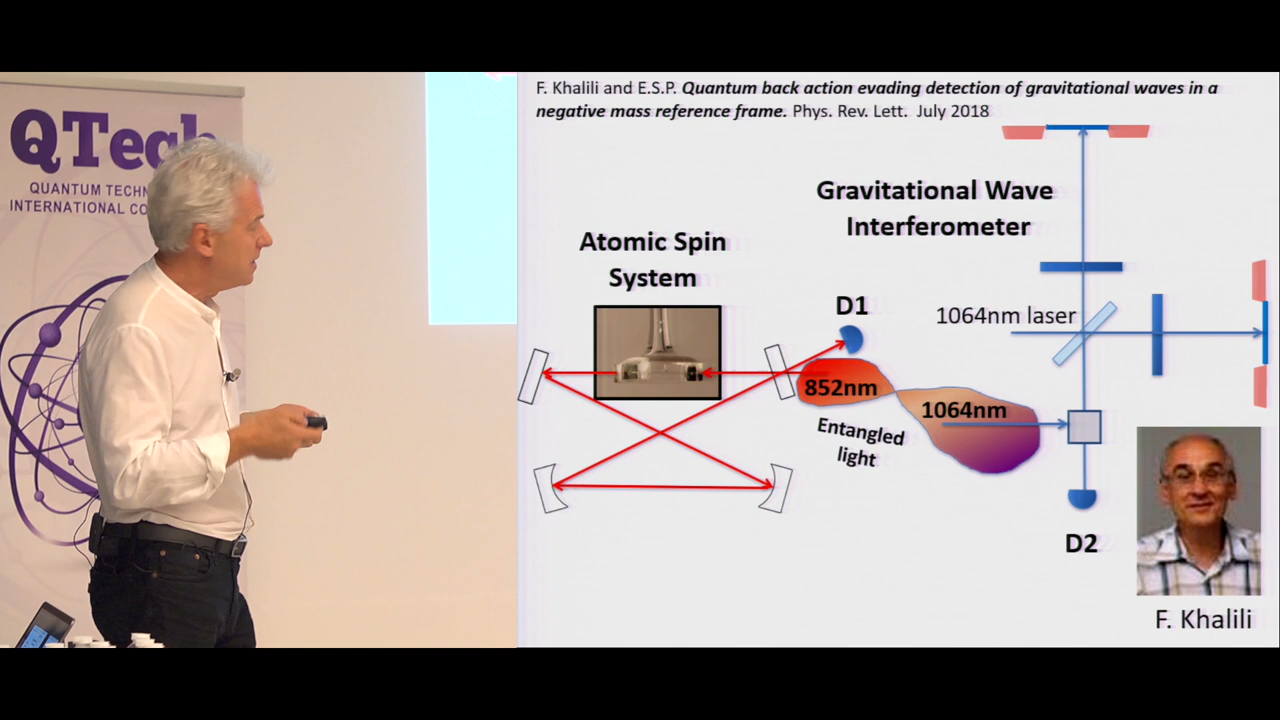 QTech
QUANTUM TECHN
INTERNATIONAL CO
F. Khalili and E.S.P. Quantum back action evading detection of gravitational waves in a
negative mass reference frame. Phys. Rev. Lett. July 2018
Gravitational Wave
Interferometer
Atomic Spin
System
D1
1064nm laser
852nm
1064nm
Entangled
light
D2
F. Khalili